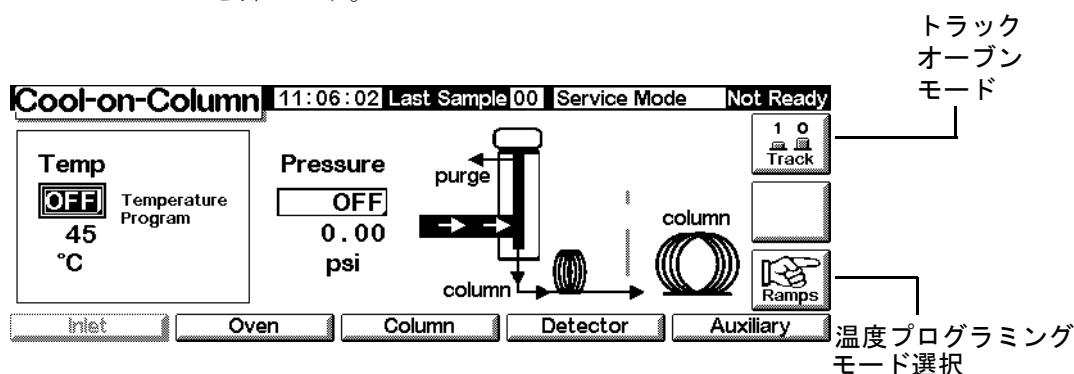 トラック
オーブン
モード
Cool-on-Column 11:06:02 Last Sample 00 Service Mode Not Ready
1 0
Track
Temp
OFF
Temperature
Program
45
°C
Pressure
OFF
0.00
psi
purge
column
column
Ramps
Inlet Oven Column Detector Auxiliary
温度プログラミング
モード選択